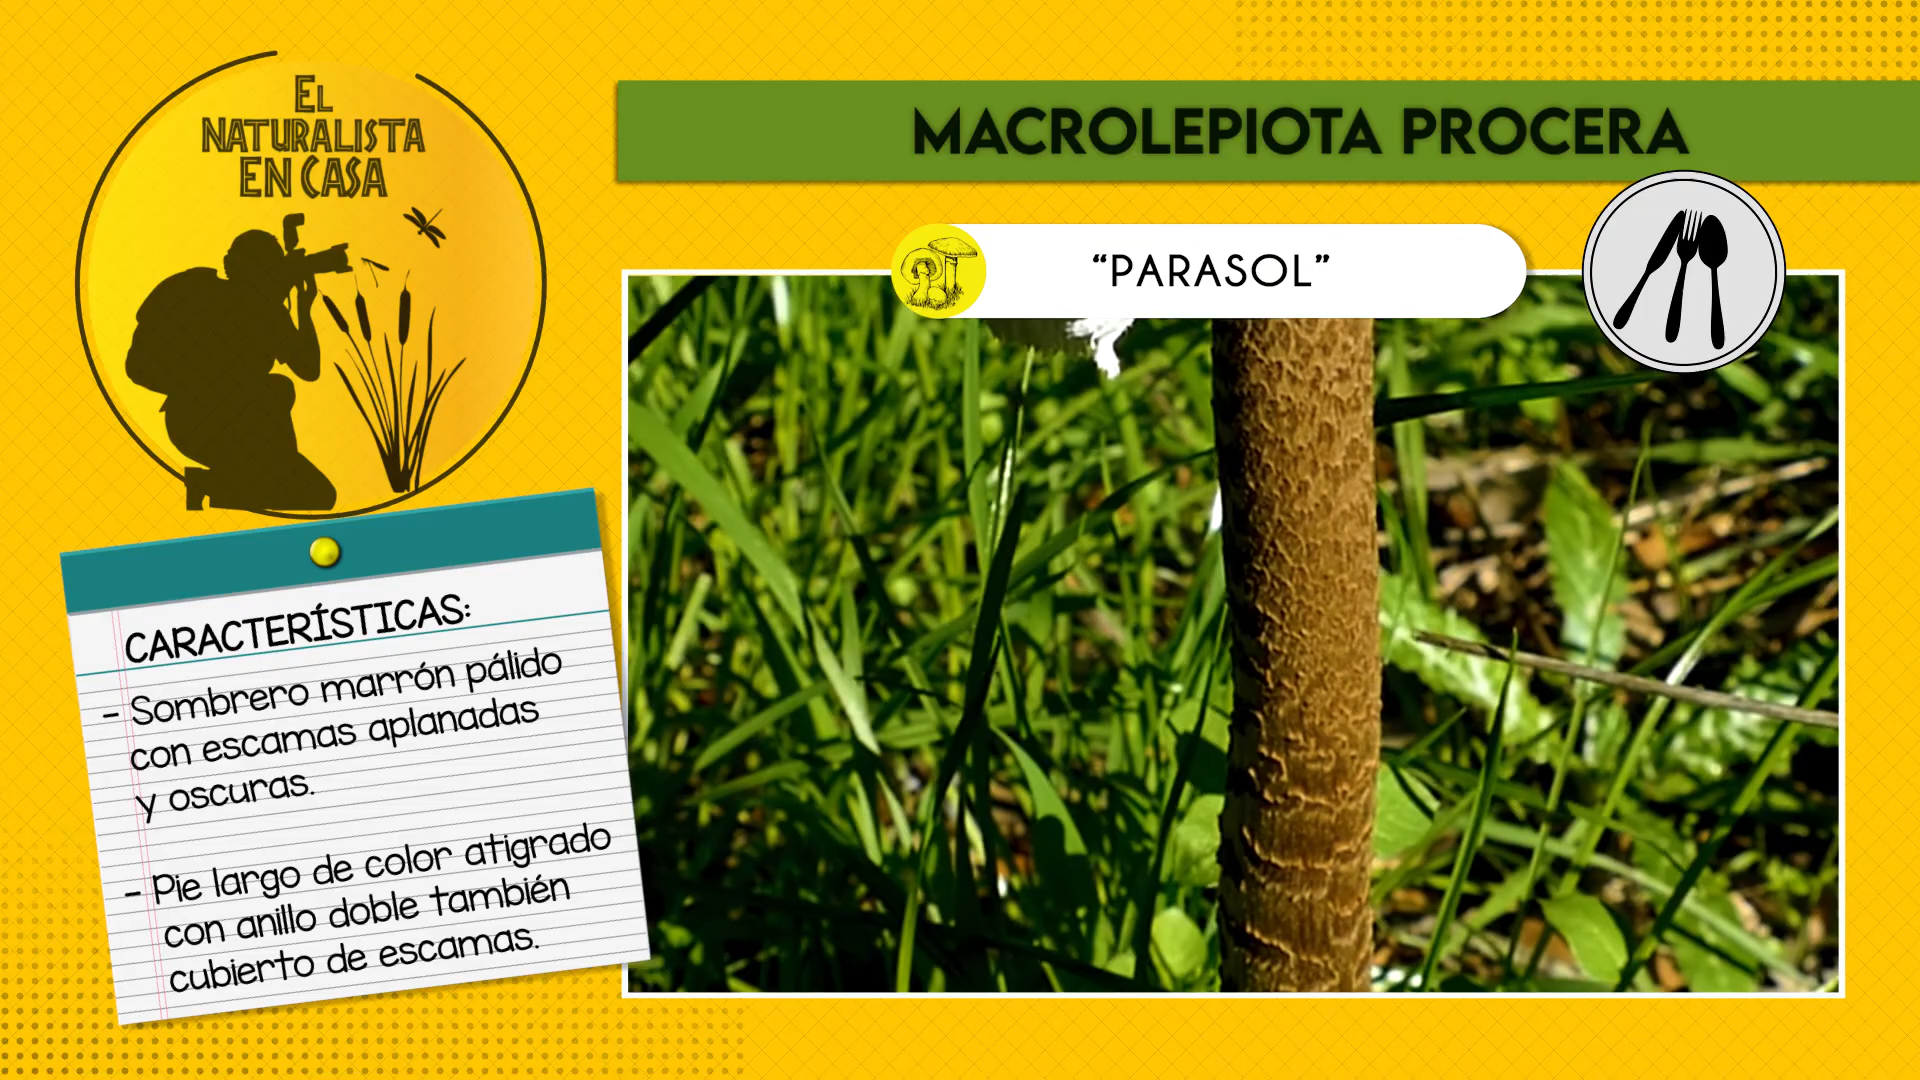 EL
NATURALISTA
EN CASA
MACROLEPIOTA PROCERA
“PARASOL”
CARACTERÍSTICAS:
- Sombrero marrón pálido
con escamas aplanadas
y oscuras.
- Pie largo de color atigrado
con anillo doble también
cubierto de escamas.